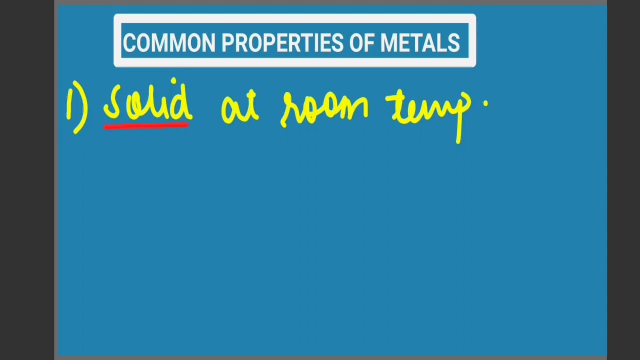 COMMON PROPERTIES OF METALS
1) Solid at room temp.